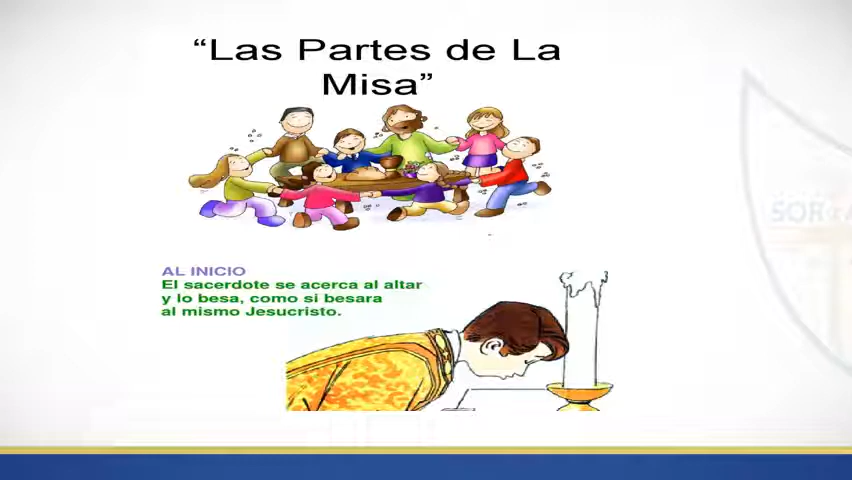 “Las Partes de La
Misa”
AL INICIO
El sacerdote se acerca al altar
y lo besa, como si besara
al mismo Jesucristo.